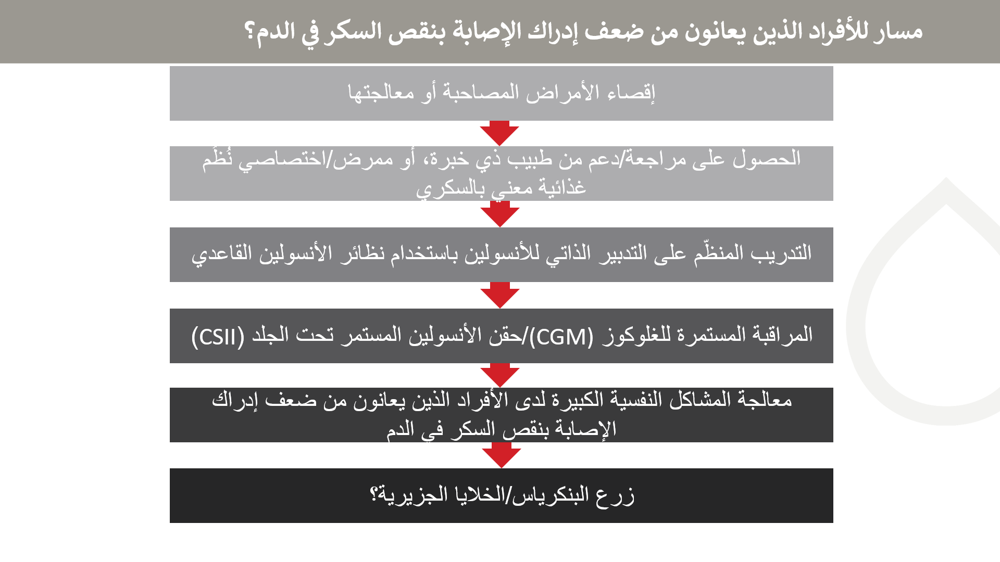 مسار للأفراد الذين يعانون من ضعف إدراك الإصابة بنقص السكر في الدم؟
إقصاء الأمراض المصاحبة أو معالجتها
الحصول على مراجعة/دعم من طبيب ذي خبرة، أو ممرض/اختصاصي نُظَم
غذائية معني بالسكري
التدريب المنظّم على التدبير الذاتي للأنسولين باستخدام نظائر الأنسولين القاعدي
المراقبة المستمرة للغلوكوز (CGM)/حقن الأنسولين المستمر تحت الجلد (CSII)
معالجة المشاكل النفسية الكبيرة لدى الأفراد الذين يعانون من ضعف إدراك
الإصابة بنقص السكر في الدم
زرع البنكرياس/الخلايا الجزيرية؟